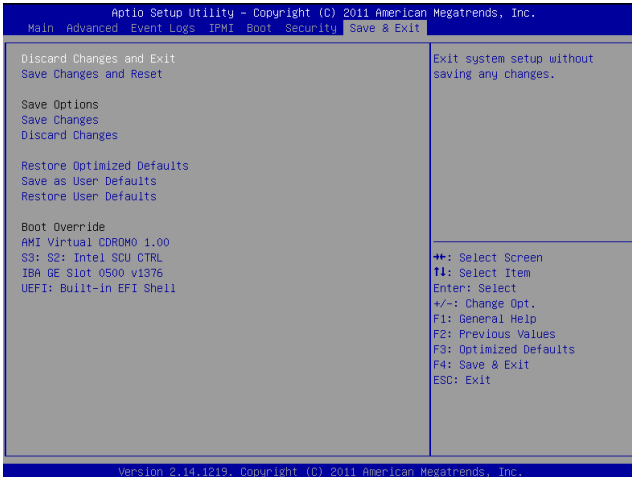 Aptio Setup Utility - Copyright (C) 2011 American Megatrends, Inc.
Main Advanced Event Logs IPMI Boot Security Save & Exit
Discard Changes and Exit
Save Changes and Reset
Save Options
Save Changes
Discard Changes
Restore Optimized Defaults
Save as User Defaults
Restore User Defaults
Boot Override
AMI Virtual CDROM0 1.00
S3: S2: Intel SCU CTRL
IBA GE Slot 0500 v1376
UEFI: Built-in EFI Shell
Exit system setup without
saving any changes.
→←: Select Screen
↑↓: Select Item
Enter: Select
+/-: Change Opt.
F1: General Help
F2: Previous Values
F3: Optimized Defaults
F4: Save & Exit
ESC: Exit
Version 2.14.1219. Copyright (C) 2011 American Megatrends, Inc.